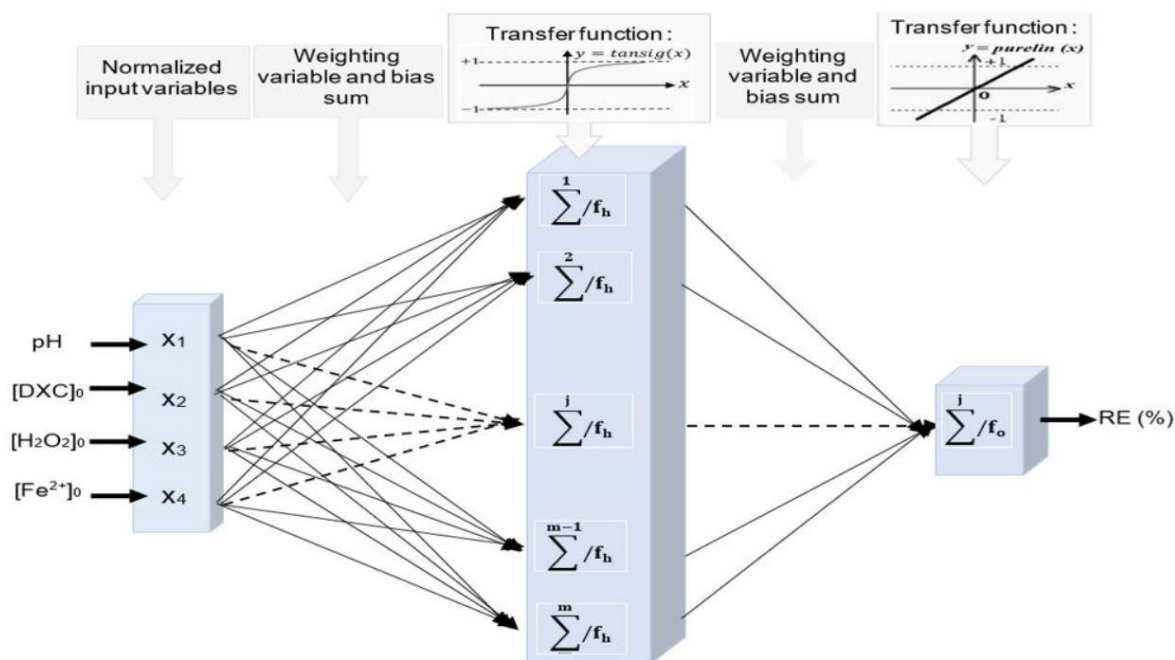 Normalized
input variables
Weighting
variable and bias
sum
Transfer function :
y = tansig(x)
+1
x
−1
Weighting
variable and
bias sum
Transfer function :
y = purelin (x)
+1
x
0
-1
pH
[DXC]₀
[H₂O₂]₀
[Fe²⁺]₀
X₁
X₂
X₃
X₄
1
∑/fₕ
2
∑/fₕ
j
∑/fₕ
m−1
∑/fₕ
m
∑/fₕ
j
∑/fₒ
RE (%)